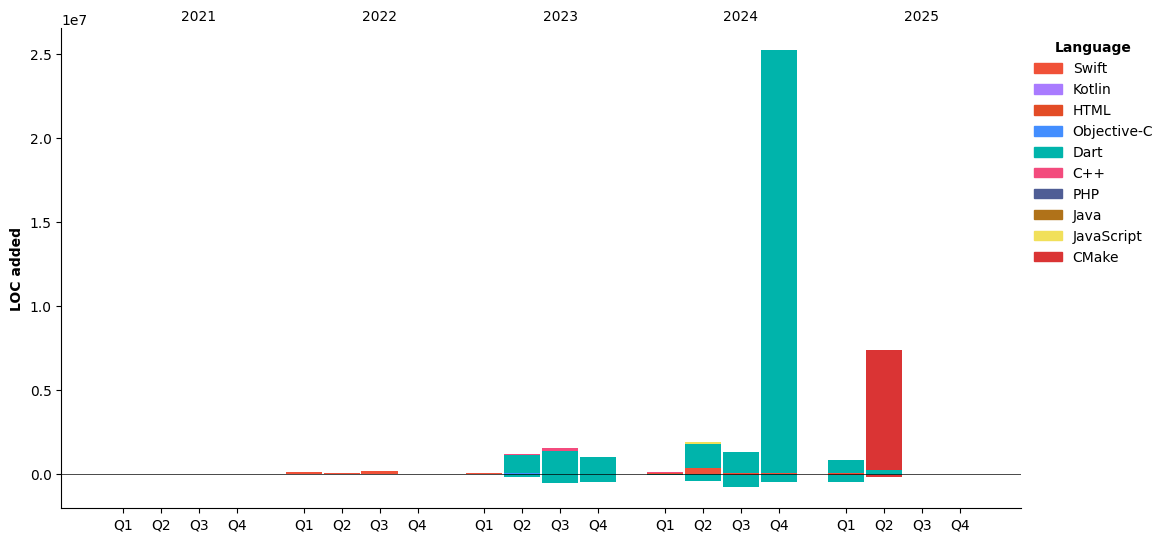 2021 2022 2023 2024 2025
1e7
Language
Swift
Kotlin
HTML
Objective-C
Dart
C++
PHP
Java
JavaScript
CMake
LOC added
2.5
2.0
1.5
1.0
0.5
0.0
Q1 Q2 Q3 Q4 Q1 Q2 Q3 Q4 Q1 Q2 Q3 Q4 Q1 Q2 Q3 Q4 Q1 Q2 Q3 Q4